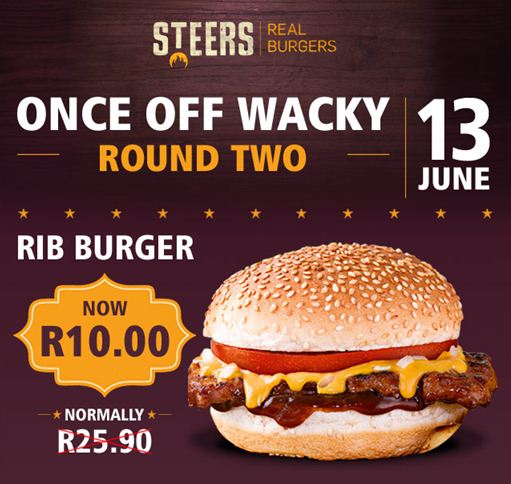 STEERS
REAL
BURGERS
ONCE OFF WACKY
ROUND TWO
13
JUNE
RIB BURGER
NOW
R10.00
NORMALLY
R25.90